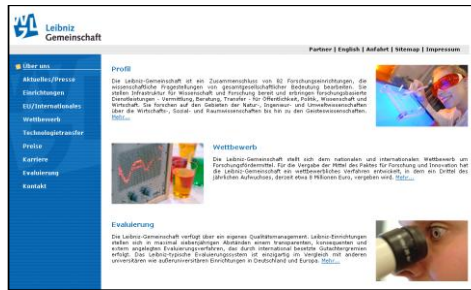 Leibniz
Gemeinschaft
Partner | English | Anfahrt | Sitemap | Impressum
Über uns
Aktuelles/Presse
Einrichtungen
EU/Internationales
Wettbewerb
Technologietransfer
Preise
Karriere
Evaluierung
Kontakt
Profil
Die Leibniz-Gemeinschaft ist ein Zusammenschluss von 82 Forschungseinrichtungen, die
wissenschaftliche Fragestellungen von gesamtgesellschaftlicher Bedeutung bearbeiten. Sie
stellen Infrastruktur für Wissenschaft und Forschung bereit und erbringen forschungsbasierte
Dienstleistungen - Vermittlung, Beratung, Transfer - für Öffentlichkeit, Politik, Wissenschaft und
Wirtschaft. Sie forschen auf den Gebieten der Natur-, Ingenieur- und Umweltwissenschaften
über die Wirtschafts-, Sozial- und Raumwissenschaften bis hin zu den Geisteswissenschaften.
Mehr...
Wettbewerb
Die Leibniz-Gemeinschaft stellt sich dem nationalen und internationalen Wettbewerb um
Forschungsfördermittel. Für die Vergabe der Mittel des Paktes für Forschung und Innovation hat
die Leibniz-Gemeinschaft ein wettbewerbliches Verfahren entwickelt, in dem ein Drittel des
jährlichen Aufwuchses, derzeit etwa 8 Millionen Euro, vergeben wird. Mehr...
Evaluierung
Die Leibniz-Gemeinschaft verfügt über ein eigenes Qualitätsmanagement. Leibniz-Einrichtungen
stellen sich in maximal siebenjährigen Abständen einem transparenten, konsequenten und
extern angelegten Evaluierungsverfahren, das durch international besetzte Gutachtergremien
erfolgt. Das Leibniz-typische Evaluierungssystem ist einzigartig im Vergleich mit anderen
universitären wie außeruniversitären Einrichtungen in Deutschland und Europa. Mehr...